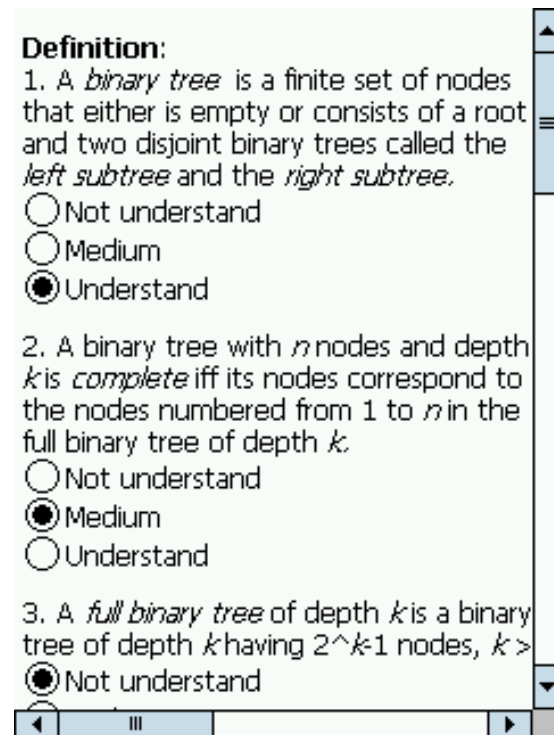 Definition:
1. A binary tree is a finite set of nodes
that either is empty or consists of a root
and two disjoint binary trees called the
left subtree and the right subtree.
Not understand
Medium
Understand
2. A binary tree with n nodes and depth
k is complete iff its nodes correspond to
the nodes numbered from 1 to n in the
full binary tree of depth k.
Not understand
Medium
Understand
3. A full binary tree of depth k is a binary
tree of depth k having 2^k-1 nodes, k >
Not understand